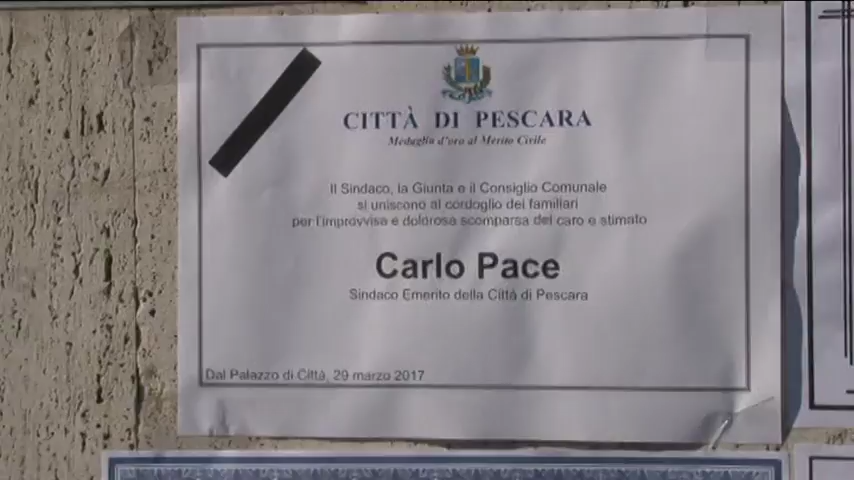 CITTÀ DI PESCARA
Medaglia d'oro al Merito Civile
Il Sindaco, la Giunta e il Consiglio Comunale
si uniscono al cordoglio dei familiari
per l'improvvisa e dolorosa scomparsa del caro e stimato
Carlo Pace
Sindaco Emerito della Città di Pescara
Dal Palazzo di Città, 29 marzo 2017